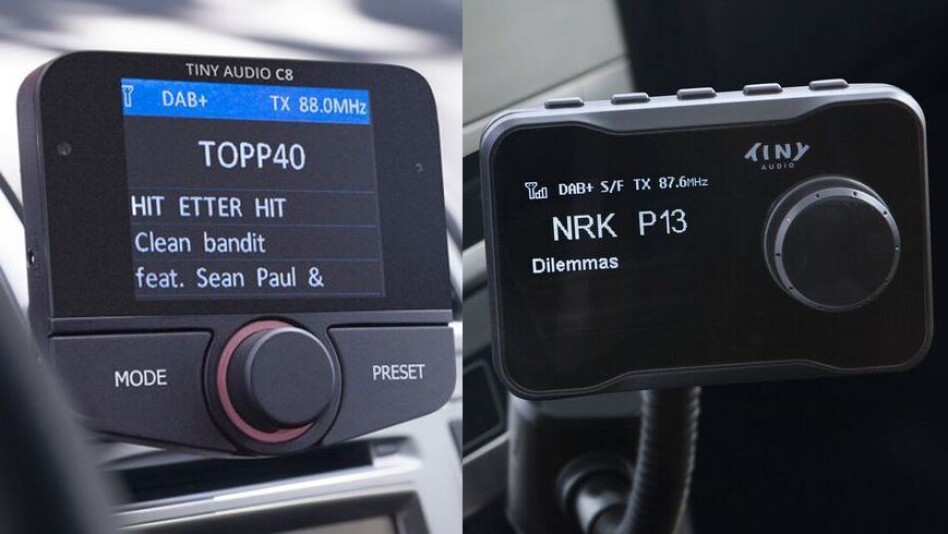 TINY AUDIO C8
DAB+ TX 88.0MHz
TOPP40
HIT ETTER HIT
Clean bandit
feat. Sean Paul &
MODE
PRESET
TINY
AUDIO
DAB+ S/F TX 87.6MHz
NRK P13
Dilemmas